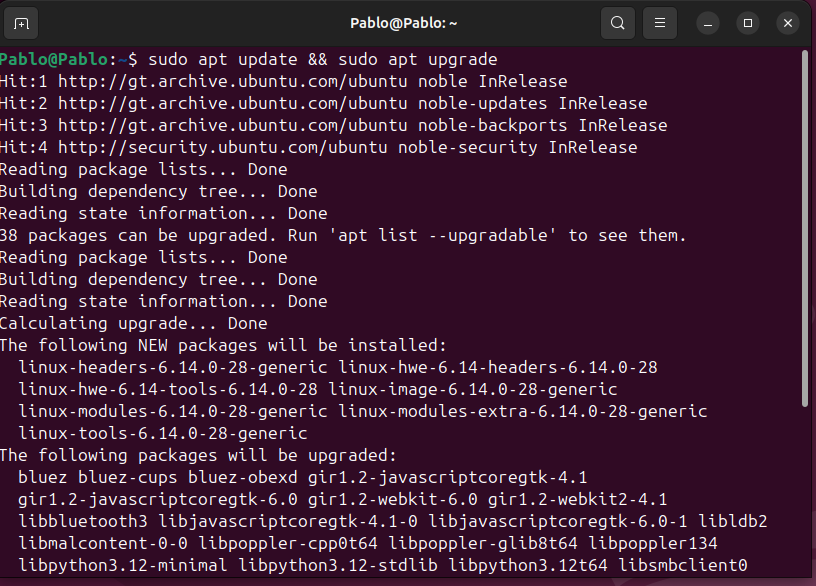 Pablo@Pablo: ~
Pablo@Pablo:~$ sudo apt update && sudo apt upgrade
Hit:1 http://gt.archive.ubuntu.com/ubuntu noble InRelease
Hit:2 http://gt.archive.ubuntu.com/ubuntu noble-updates InRelease
Hit:3 http://gt.archive.ubuntu.com/ubuntu noble-backports InRelease
Hit:4 http://security.ubuntu.com/ubuntu noble-security InRelease
Reading package lists... Done
Building dependency tree... Done
Reading state information... Done
38 packages can be upgraded. Run 'apt list --upgradable' to see them.
Reading package lists... Done
Building dependency tree... Done
Reading state information... Done
Calculating upgrade... Done
The following NEW packages will be installed:
  linux-headers-6.14.0-28-generic linux-hwe-6.14-headers-6.14.0-28
  linux-hwe-6.14-tools-6.14.0-28 linux-image-6.14.0-28-generic
  linux-modules-6.14.0-28-generic linux-modules-extra-6.14.0-28-generic
  linux-tools-6.14.0-28-generic
The following packages will be upgraded:
  bluez bluez-cups bluez-obexd gir1.2-javascriptcoregtk-4.1
  gir1.2-javascriptcoregtk-6.0 gir1.2-webkit-6.0 gir1.2-webkit2-4.1
  libbluetooth3 libjavascriptcoregtk-4.1-0 libjavascriptcoregtk-6.0-1 libldb2
  libmalcontent-0-0 libpoppler-cpp0t64 libpoppler-glib8t64 libpoppler134
  libpython3.12-minimal libpython3.12-stdlib libpython3.12t64 libsmbclient0